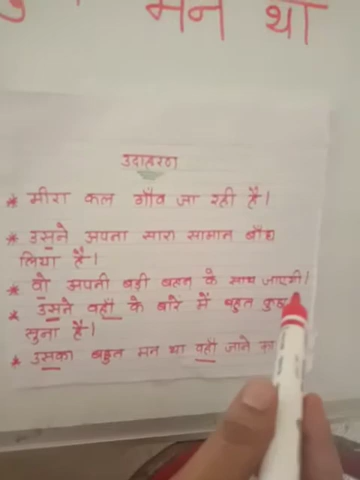 मन था
उदाहरण
* मीरा कल गाँव जा रही है।
* उसने अपना सारा सामान बाँध
लिया है।
* वो अपनी बड़ी बहन के साथ जाएगी।
* उसने वहाँ के बारे में बहुत कुछ
सुना है।
* उसका बहुत मन था वहाँ जाने का